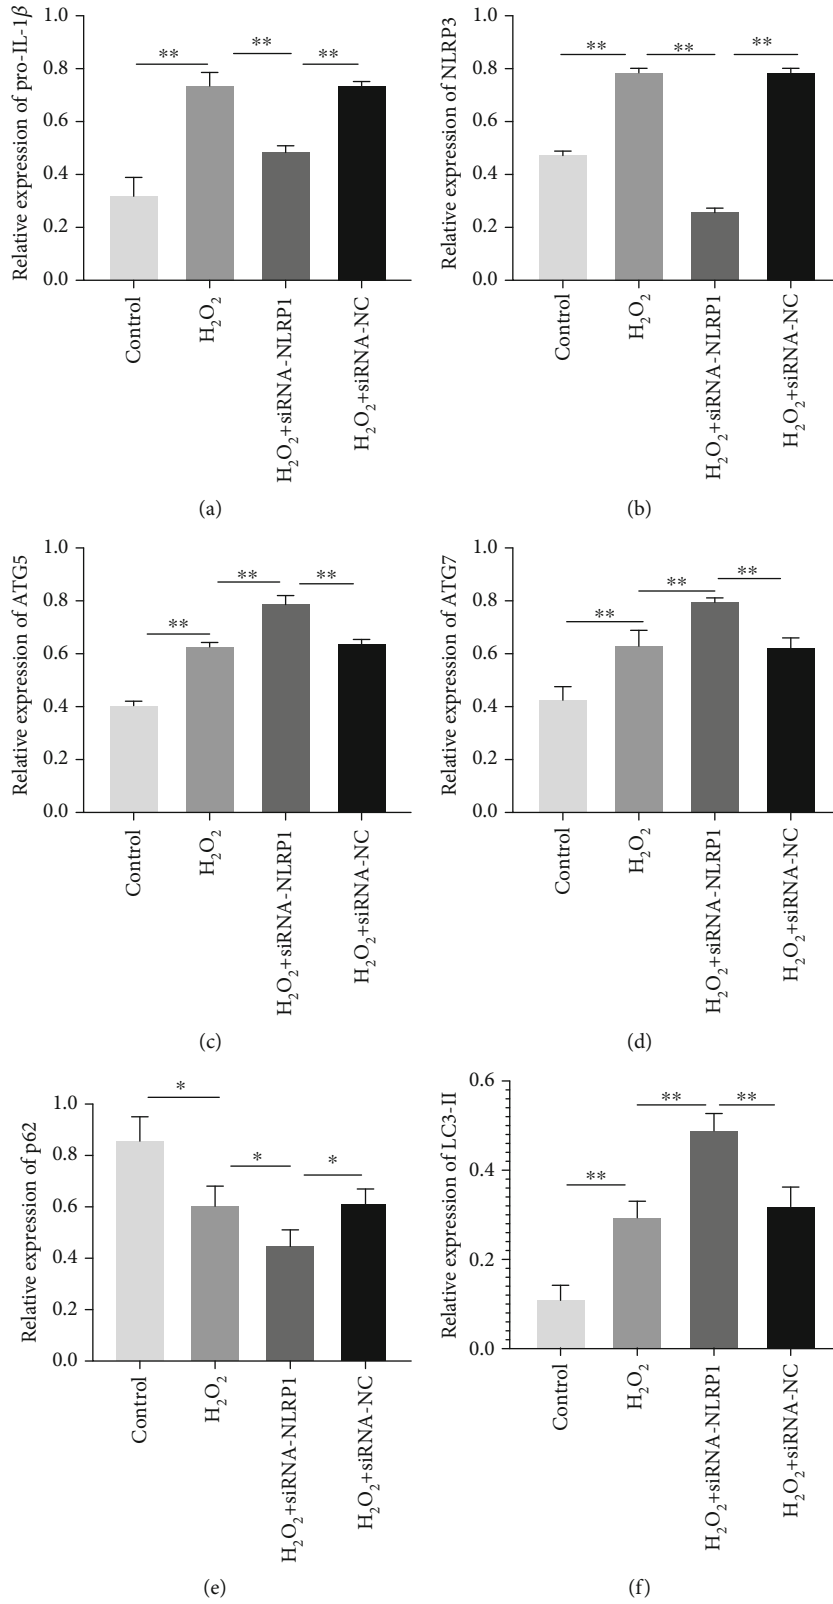 Relative expression of pro-IL-1β
1.0
0.8
0.6
0.4
0.2
0.0
**
**
**
Control
H₂O₂
H₂O₂+siRNA-NLRP1
H₂O₂+siRNA-NC
(a)
Relative expression of NLRP3
1.0
0.8
0.6
0.4
0.2
0.0
**
**
**
Control
H₂O₂
H₂O₂+siRNA-NLRP1
H₂O₂+siRNA-NC
(b)
Relative expression of ATG5
1.0
0.8
0.6
0.4
0.2
0.0
**
**
**
Control
H₂O₂
H₂O₂+siRNA-NLRP1
H₂O₂+siRNA-NC
(c)
Relative expression of ATG7
1.0
0.8
0.6
0.4
0.2
0.0
**
**
**
Control
H₂O₂
H₂O₂+siRNA-NLRP1
H₂O₂+siRNA-NC
(d)
Relative expression of p62
1.0
0.8
0.6
0.4
0.2
0.0
*
*
*
Control
H₂O₂
H₂O₂+siRNA-NLRP1
H₂O₂+siRNA-NC
(e)
Relative expression of LC3-II
0.6
0.4
0.2
0.0
**
**
**
Control
H₂O₂
H₂O₂+siRNA-NLRP1
H₂O₂+siRNA-NC
(f)